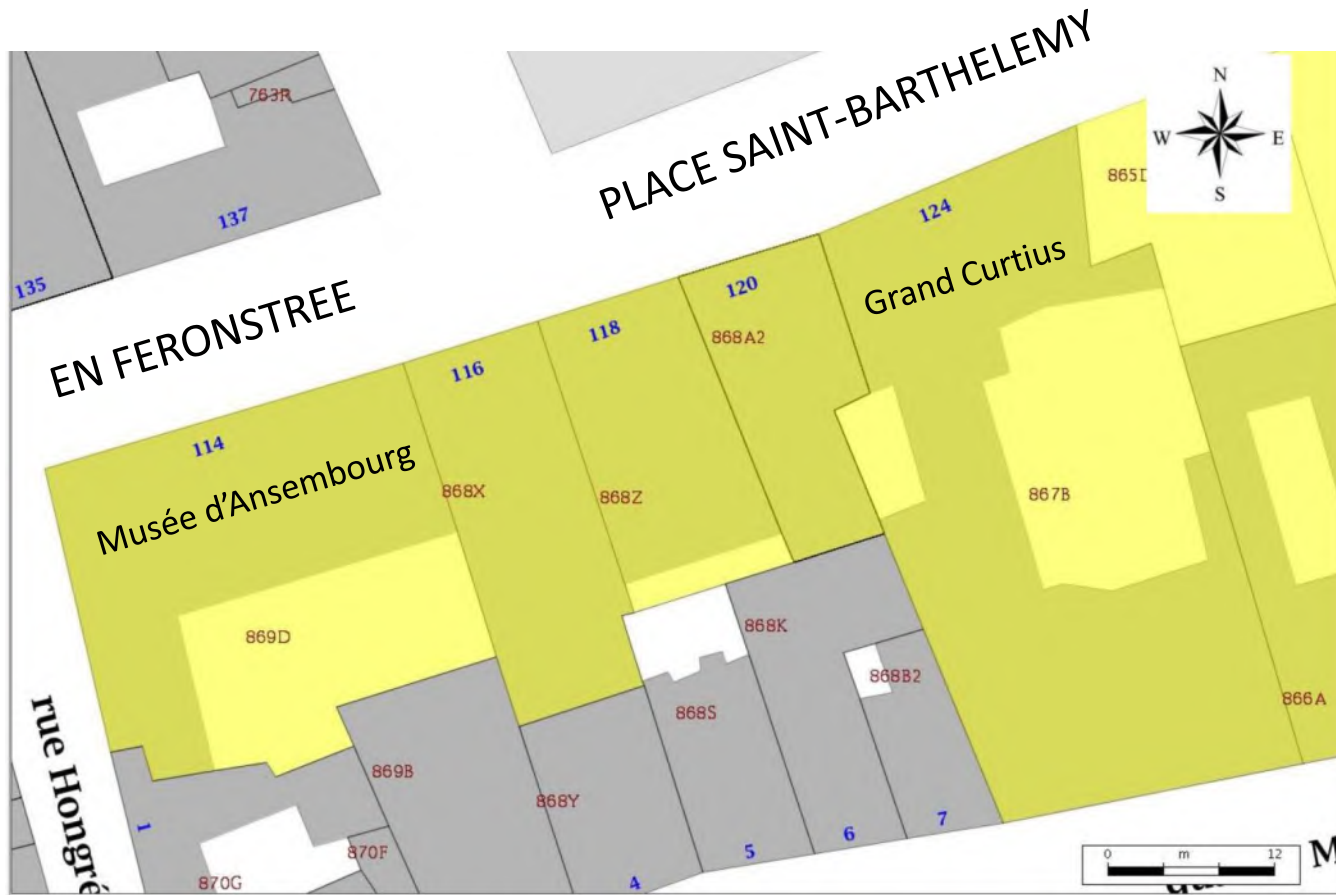 PLACE SAINT-BARTHELEMY
N
W E
S
763R
865D
137
124
135
120
Grand Curtius
EN FERONSTREE
118
868A2
116
114
Musée d'Ansembourg
868X
868Z
867B
869D
868K
868B2
866A
868S
rue Hongré
869B
868Y
1
7
6
5
870F
870G
4
0 m 12
M